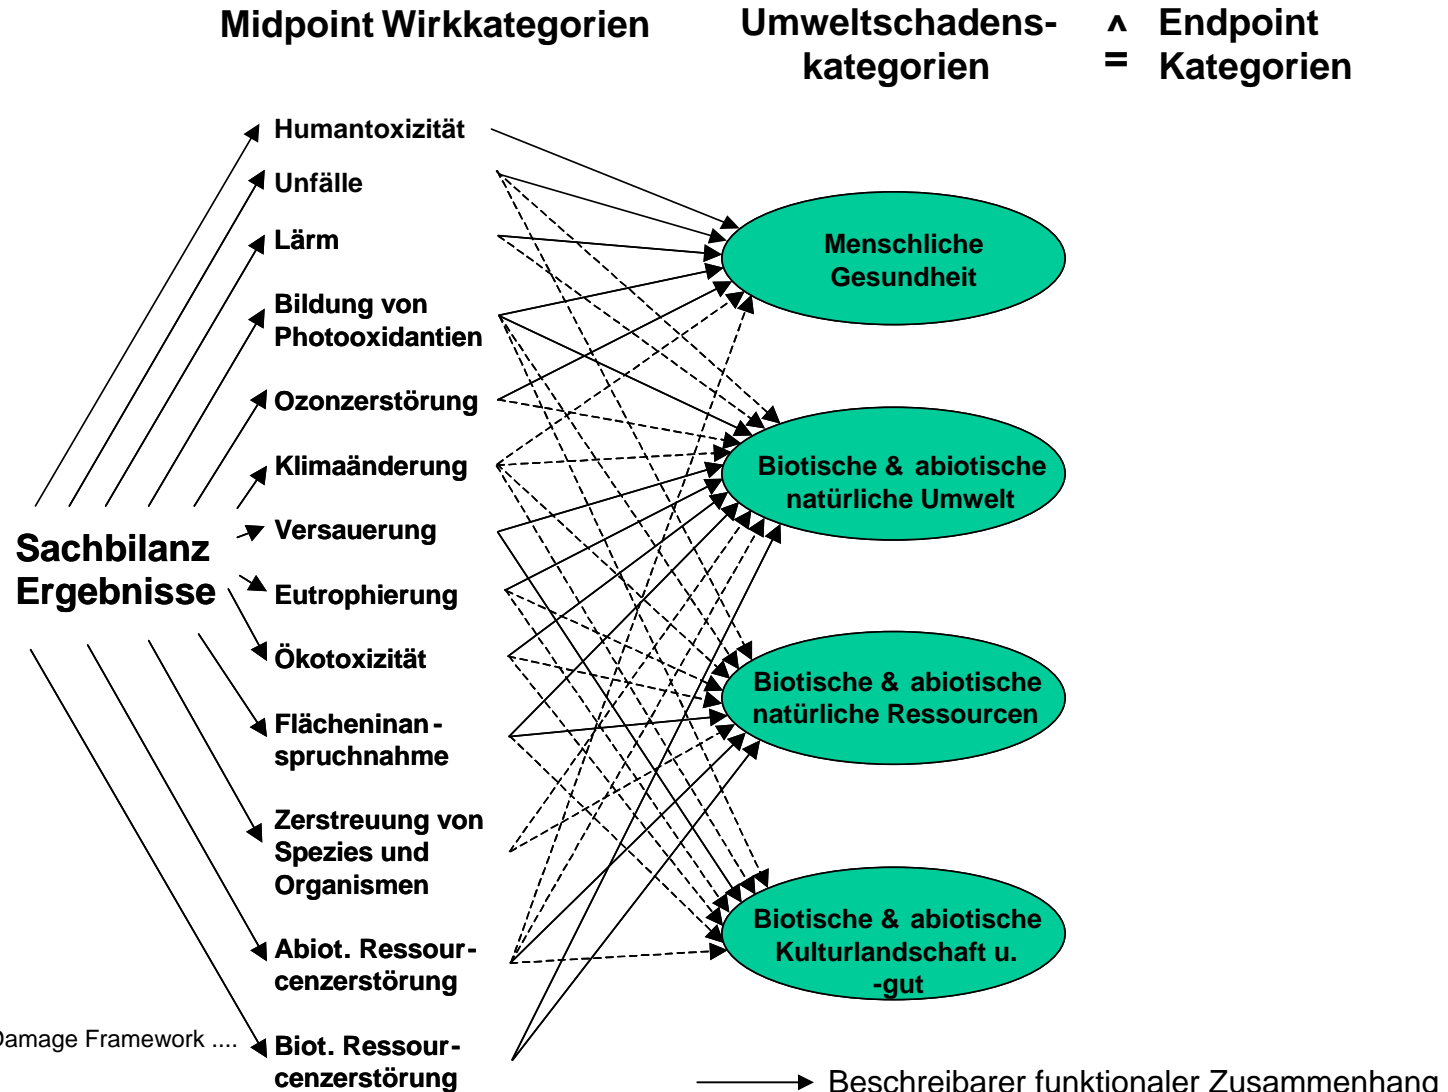 Midpoint Wirkkategorien
Umweltschadens-
kategorien
^
=
Endpoint
Kategorien
Humantoxizität
Unfälle
Lärm
Bildung von
Photooxidantien
Ozonzerstörung
Klimaänderung
Versauerung
Eutrophierung
Ökotoxizität
Flächeninan-
spruchnahme
Zerstreuung von
Spezies und
Organismen
Abiot. Ressour-
cenzerstörung
Biot. Ressour-
cenzerstörung
Sachbilanz
Ergebnisse
Menschliche
Gesundheit
Biotische & abiotische
natürliche Umwelt
Biotische & abiotische
natürliche Ressourcen
Biotische & abiotische
Kulturlandschaft u.
-gut
Damage Framework ....
Beschreibbarer funktionaler Zusammenhang